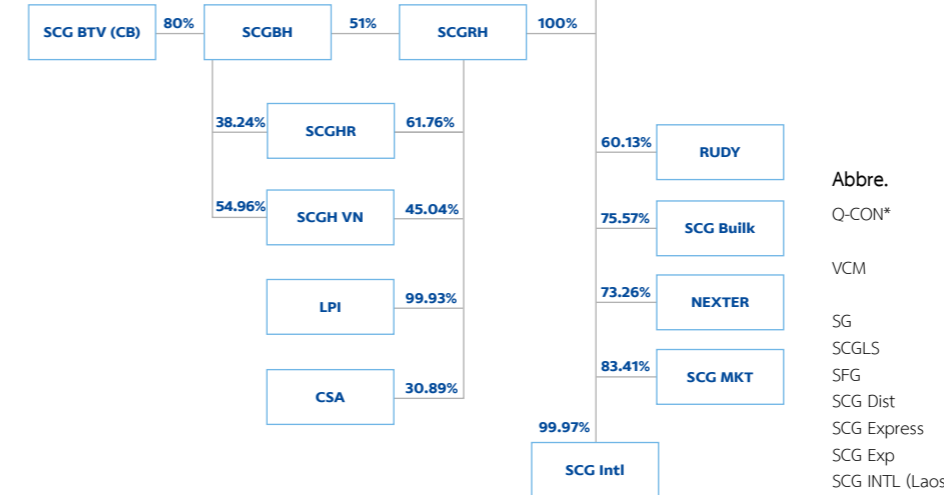 SCG BTV (CB)
80%
SCGBH
51%
SCGRH
100%
38.24%
SCGHR
61.76%
54.96%
SCGH VN
45.04%
LPI
99.93%
CSA
30.89%
60.13%
RUDY
75.57%
SCG Builk
73.26%
NEXTER
83.41%
SCG MKT
99.97%
SCG Intl
Abbre.
Q-CON*
VCM
SG
SCGLS
SFG
SCG Dist
SCG Express
SCG Exp
SCG INTL (Laos